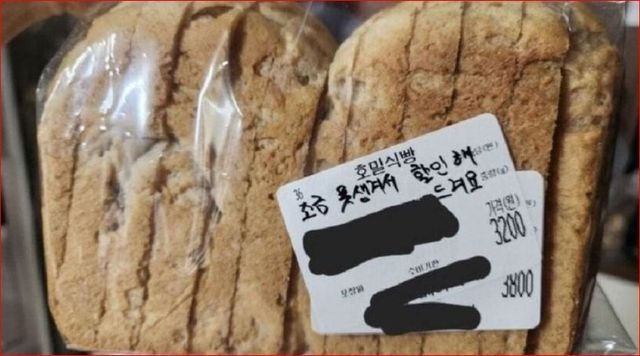 호밀식빵
36
조금 못생겨서 할인해
드려요
가격(원)
3200
3800